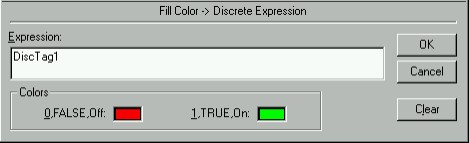 Fill Color -> Discrete Expression
Expression:
DiscTag1
OK
Cancel
Clear
Colors
0,FALSE,Off:
1,TRUE,On: